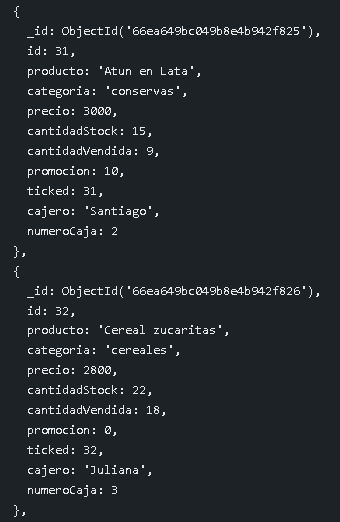 {
_id: ObjectId('66ea649bc049b8e4b942f825'),
id: 31,
producto: 'Atun en Lata',
categoria: 'conservas',
precio: 3000,
cantidadStock: 15,
cantidadVendida: 9,
promocion: 10,
ticked: 31,
cajero: 'Santiago',
numeroCaja: 2
},
{
_id: ObjectId('66ea649bc049b8e4b942f826'),
id: 32,
producto: 'Cereal zucaritas',
categoria: 'cereales',
precio: 2800,
cantidadStock: 22,
cantidadVendida: 18,
promocion: 0,
ticked: 32,
cajero: 'Juliana',
numeroCaja: 3
},